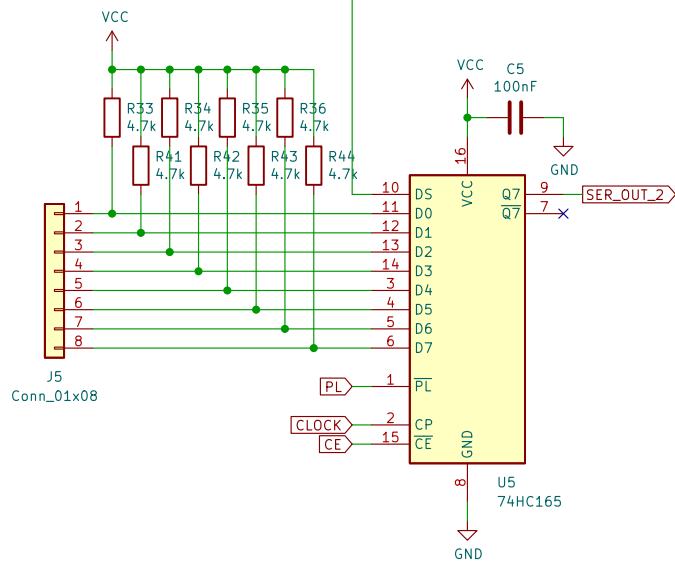 VCC
R33
4.7k
R34
4.7k
R35
4.7k
R36
4.7k
R41
4.7k
R42
4.7k
R43
4.7k
R44
4.7k
VCC
C5
100nF
GND
16
VCC
10 DS
11 D0
12 D1
13 D2
14 D3
3 D4
4 D5
5 D6
6 D7
1 PL
2 CP
15 CE
Q7 9
Q7 7
SER_OUT_2
1
2
3
4
5
6
7
8
J5
Conn_01x08
PL
CLOCK
CE
GND
8
U5
74HC165
GND